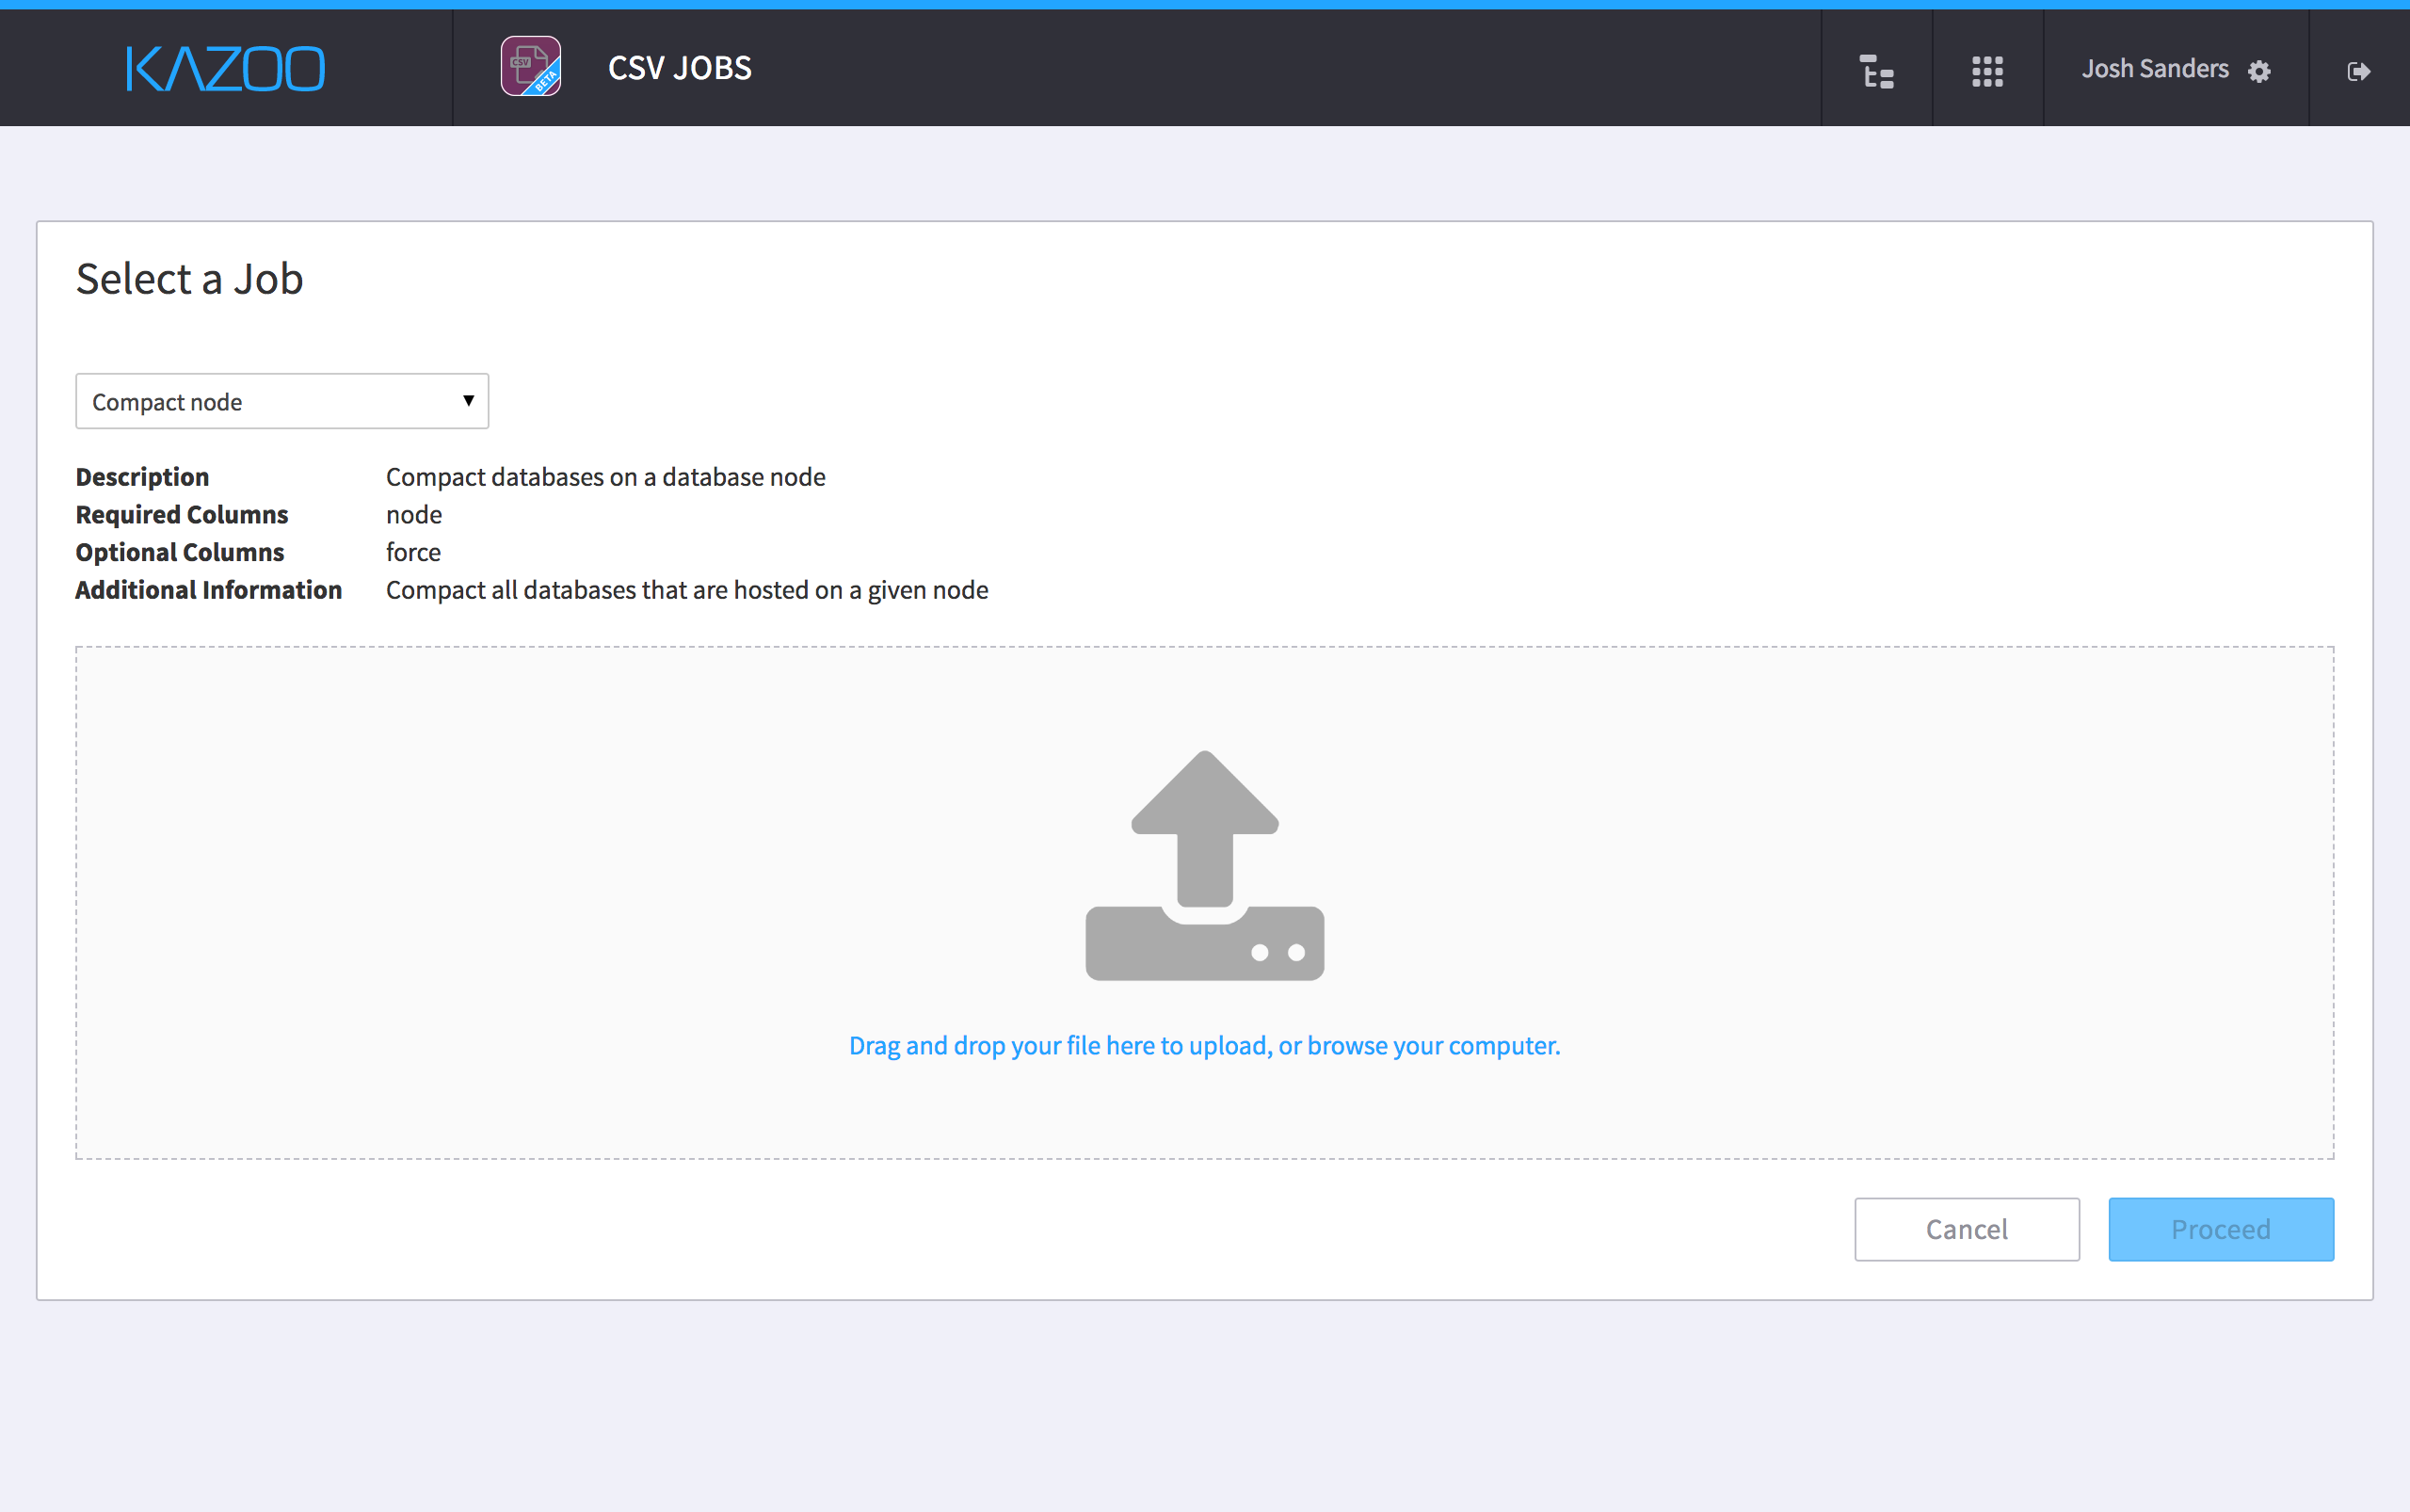 KAZOO
CSV
BETA
CSV JOBS
Josh Sanders
Select a Job
Compact node
Description Compact databases on a database node
Required Columns node
Optional Columns force
Additional Information Compact all databases that are hosted on a given node
Drag and drop your file here to upload, or browse your computer.
Cancel
Proceed